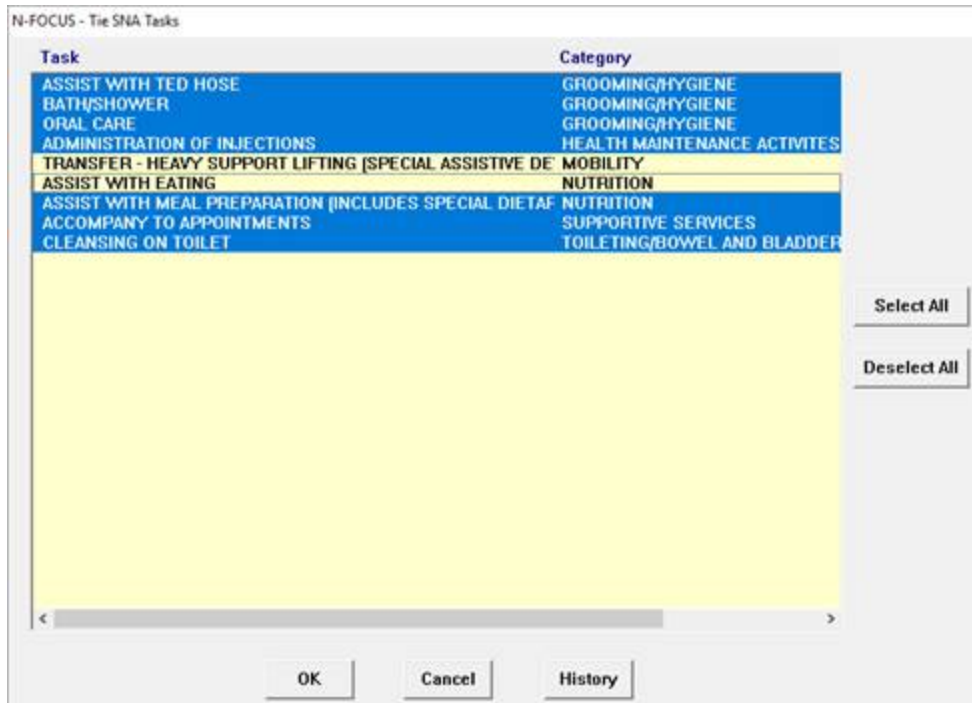 N-FOCUS - Tie SNA Tasks
Task Category
ASSIST WITH TED HOSE GROOMING/HYGIENE
BATH/SHOWER GROOMING/HYGIENE
ORAL CARE GROOMING/HYGIENE
ADMINISTRATION OF INJECTIONS HEALTH MAINTENANCE ACTIVITES
TRANSFER - HEAVY SUPPORT LIFTING (SPECIAL ASSISTIVE DE MOBILITY
ASSIST WITH EATING NUTRITION
ASSIST WITH MEAL PREPARATION (INCLUDES SPECIAL DIETAF NUTRITION
ACCOMPANY TO APPOINTMENTS SUPPORTIVE SERVICES
CLEANSING ON TOILET TOILETING/BOWEL AND BLADDER
Select All
Deselect All
OK Cancel History